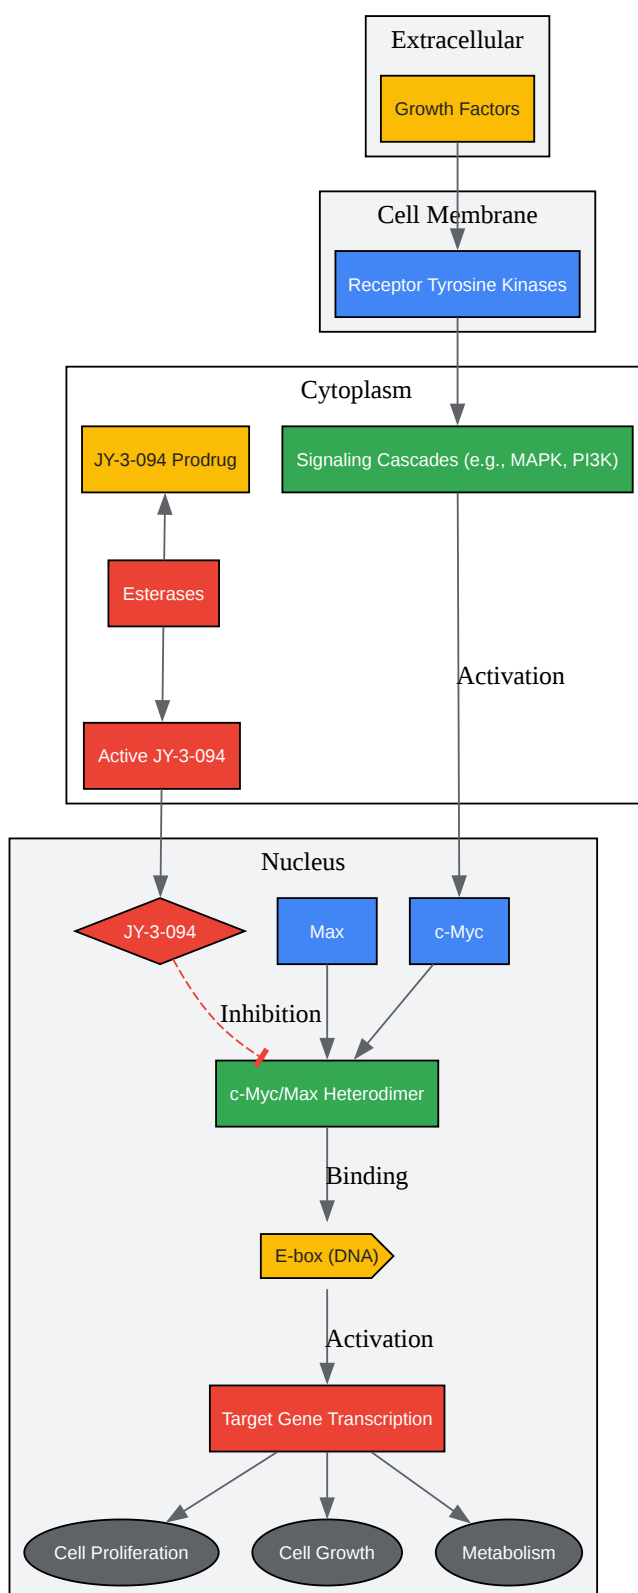 Extracellular
Growth Factors
Cell Membrane
Receptor Tyrosine Kinases
Cytoplasm
JY-3-094 Prodrug
Signaling Cascades (e.g., MAPK, PI3K)
Esterases
Activation
Active JY-3-094
Nucleus
JY-3-094
Max
c-Myc
Inhibition
c-Myc/Max Heterodimer
Binding
E-box (DNA)
Activation
Target Gene Transcription
Cell Proliferation
Cell Growth
Metabolism